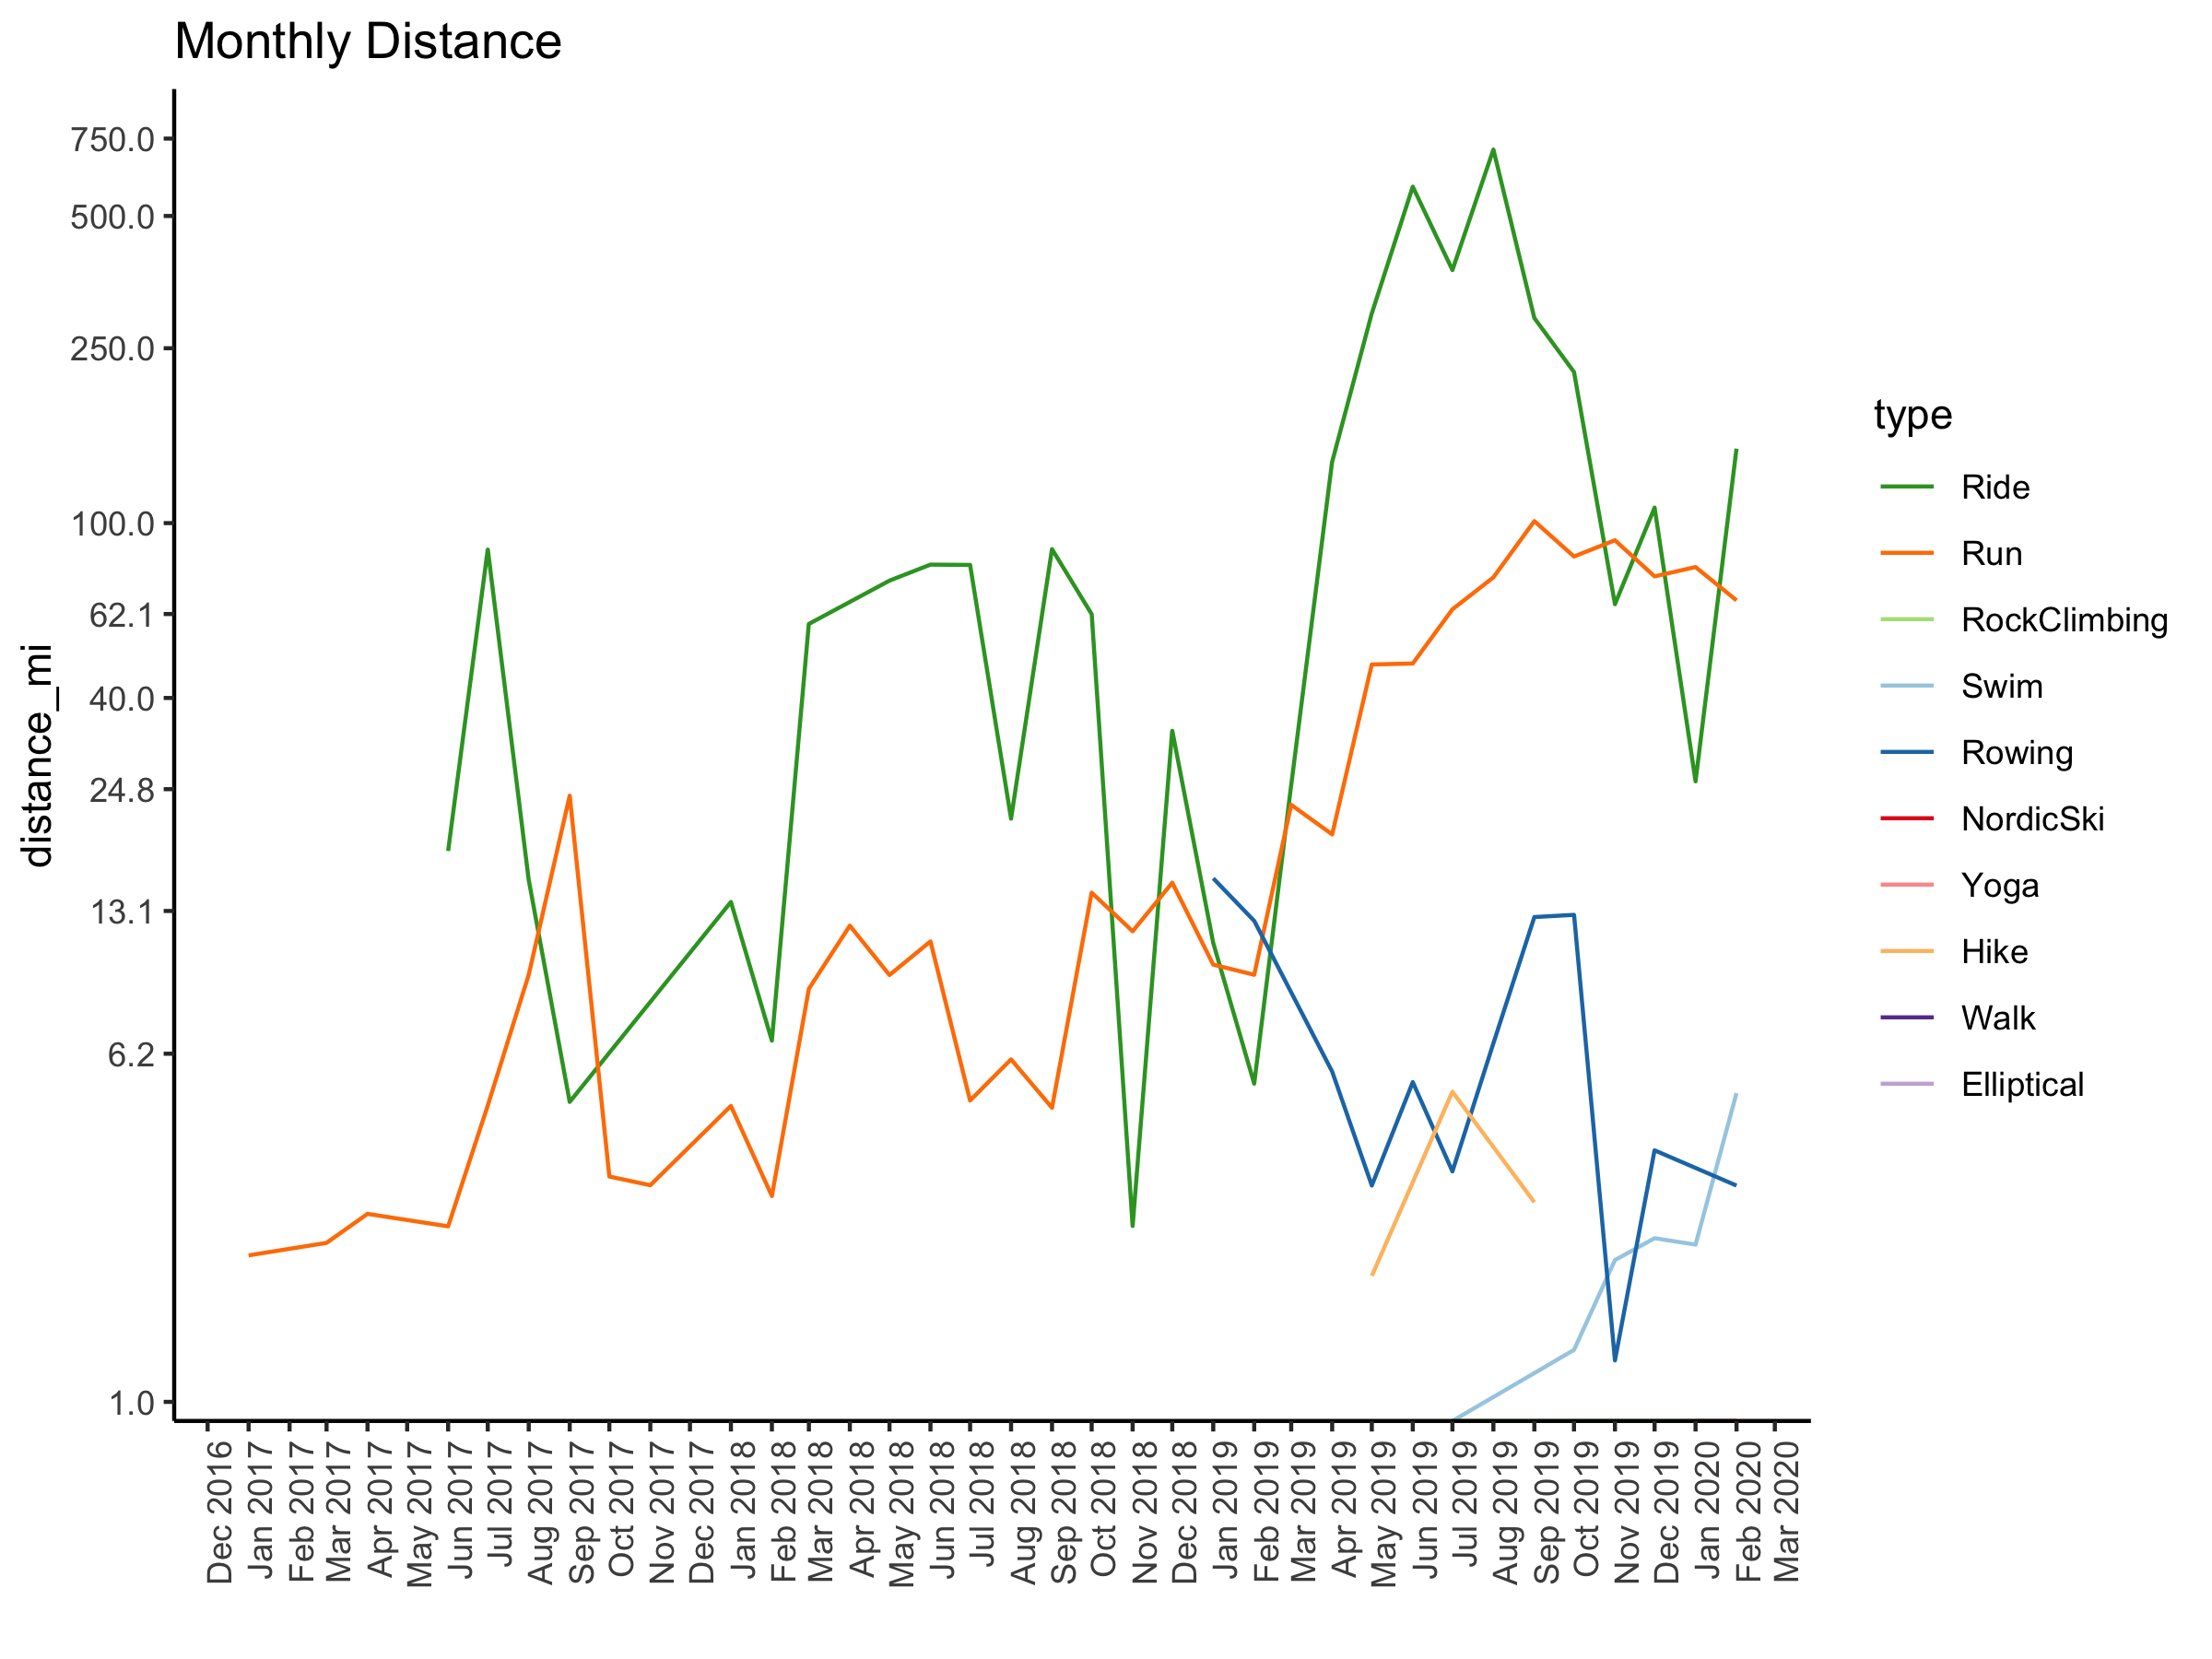 Monthly Distance
distance_mi
750.0
500.0
250.0
100.0
62.1
40.0
24.8
13.1
6.2
1.0
Dec 2016
Jan 2017
Feb 2017
Mar 2017
Apr 2017
May 2017
Jun 2017
Jul 2017
Aug 2017
Sep 2017
Oct 2017
Nov 2017
Dec 2017
Jan 2018
Feb 2018
Mar 2018
Apr 2018
May 2018
Jun 2018
Jul 2018
Aug 2018
Sep 2018
Oct 2018
Nov 2018
Dec 2018
Jan 2019
Feb 2019
Mar 2019
Apr 2019
May 2019
Jun 2019
Jul 2019
Aug 2019
Sep 2019
Oct 2019
Nov 2019
Dec 2019
Jan 2020
Feb 2020
Mar 2020
type
Ride
Run
RockClimbing
Swim
Rowing
NordicSki
Yoga
Hike
Walk
Elliptical